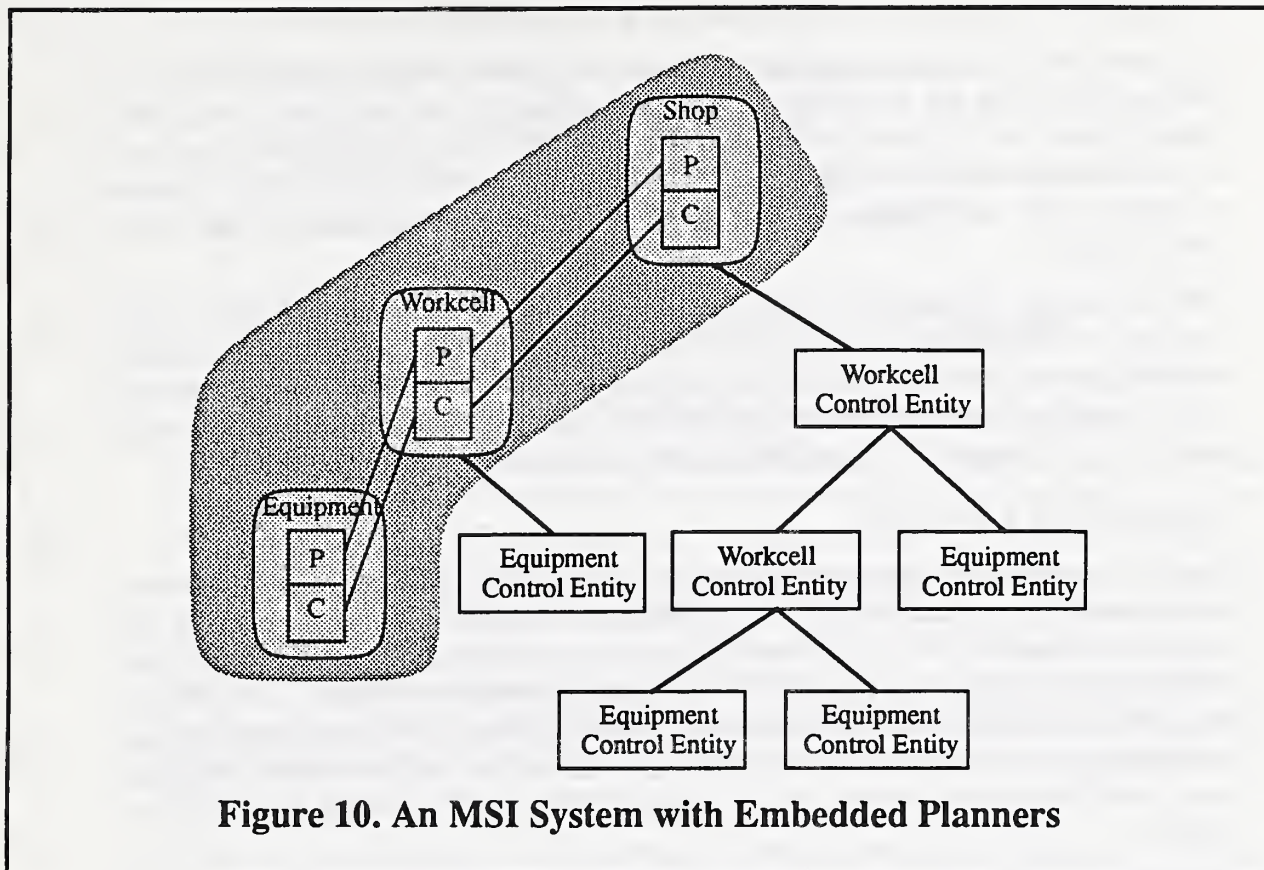 Shop
P
C
Workcell
P
C
Workcell
Control Entity
Equipment
P
C
Equipment
Control Entity
Workcell
Control Entity
Equipment
Control Entity
Equipment
Control Entity
Equipment
Control Entity
Figure 10. An MSI System with Embedded Planners